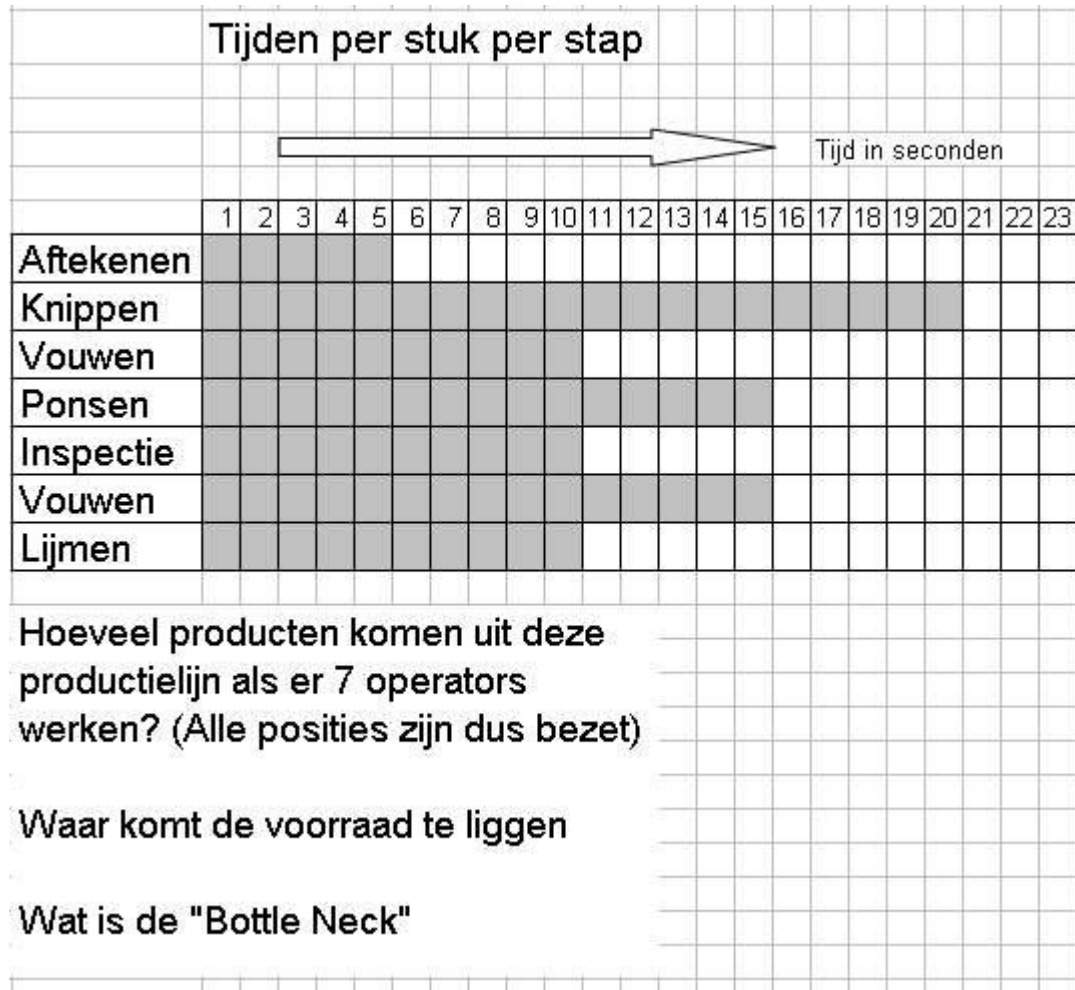 Tijden per stuk per stap
Tijd in seconden
1 2 3 4 5 6 7 8 9 10 11 12 13 14 15 16 17 18 19 20 21 22 23
Aftekenen
Knippen
Vouwen
Ponsen
Inspectie
Vouwen
Lijmen
Hoeveel producten komen uit deze
productielijn als er 7 operators
werken? (Alle posities zijn dus bezet)
Waar komt de voorraad te liggen
Wat is de "Bottle Neck"